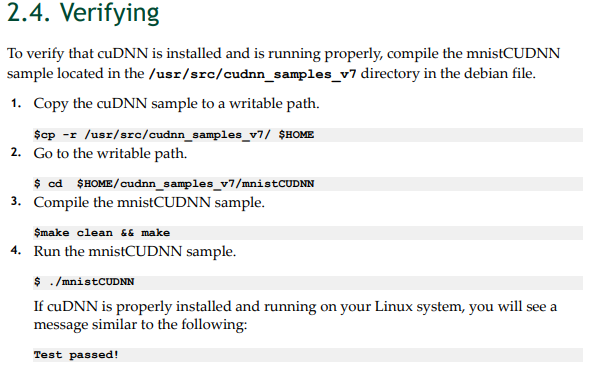 2.4. Verifying
To verify that cuDNN is installed and is running properly, compile the mnistCUDNN
sample located in the /usr/src/cudnn_samples_v7 directory in the debian file.
1. Copy the cuDNN sample to a writable path.
$cp -r /usr/src/cudnn_samples_v7/ $HOME
2. Go to the writable path.
$ cd  $HOME/cudnn_samples_v7/mnistCUDNN
3. Compile the mnistCUDNN sample.
$make clean && make
4. Run the mnistCUDNN sample.
$ ./mnistCUDNN
If cuDNN is properly installed and running on your Linux system, you will see a
message similar to the following:
Test passed!